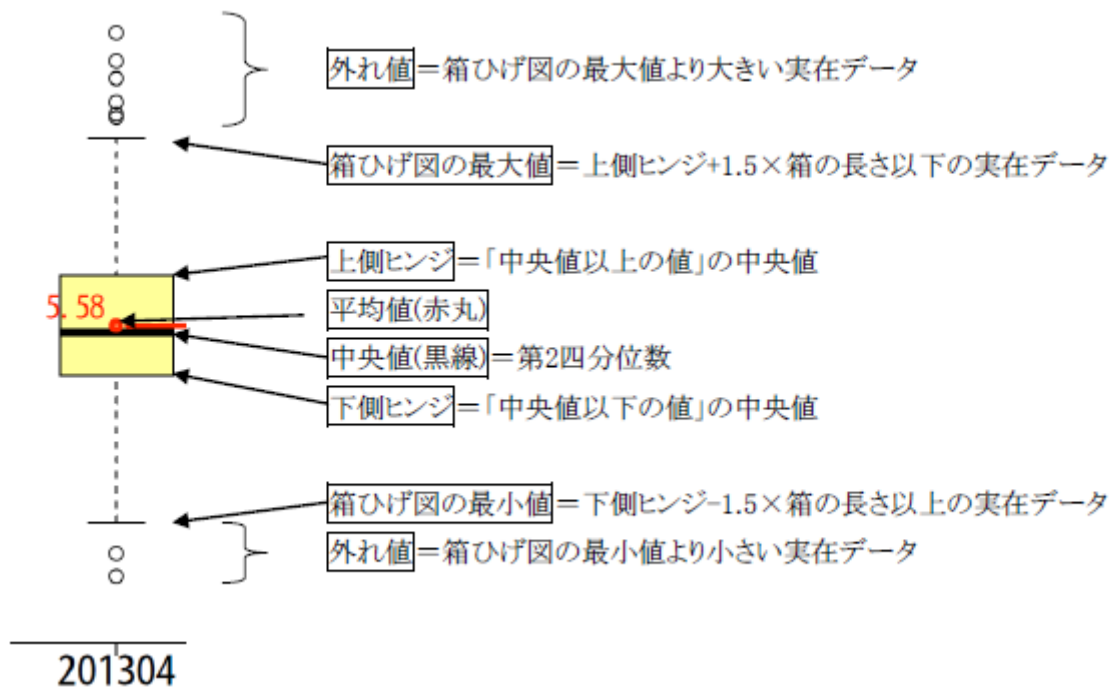 外れ値=箱ひげ図の最大値より大きい実在データ
箱ひげ図の最大値=上側ヒンジ+1.5×箱の長さ以下の実在データ
上側ヒンジ=「中央値以上の値」の中央値
5.58
平均値(赤丸)
中央値(黒線)=第2四分位数
下側ヒンジ=「中央値以下の値」の中央値
箱ひげ図の最小値=下側ヒンジ-1.5×箱の長さ以上の実在データ
外れ値=箱ひげ図の最小値より小さい実在データ
201304